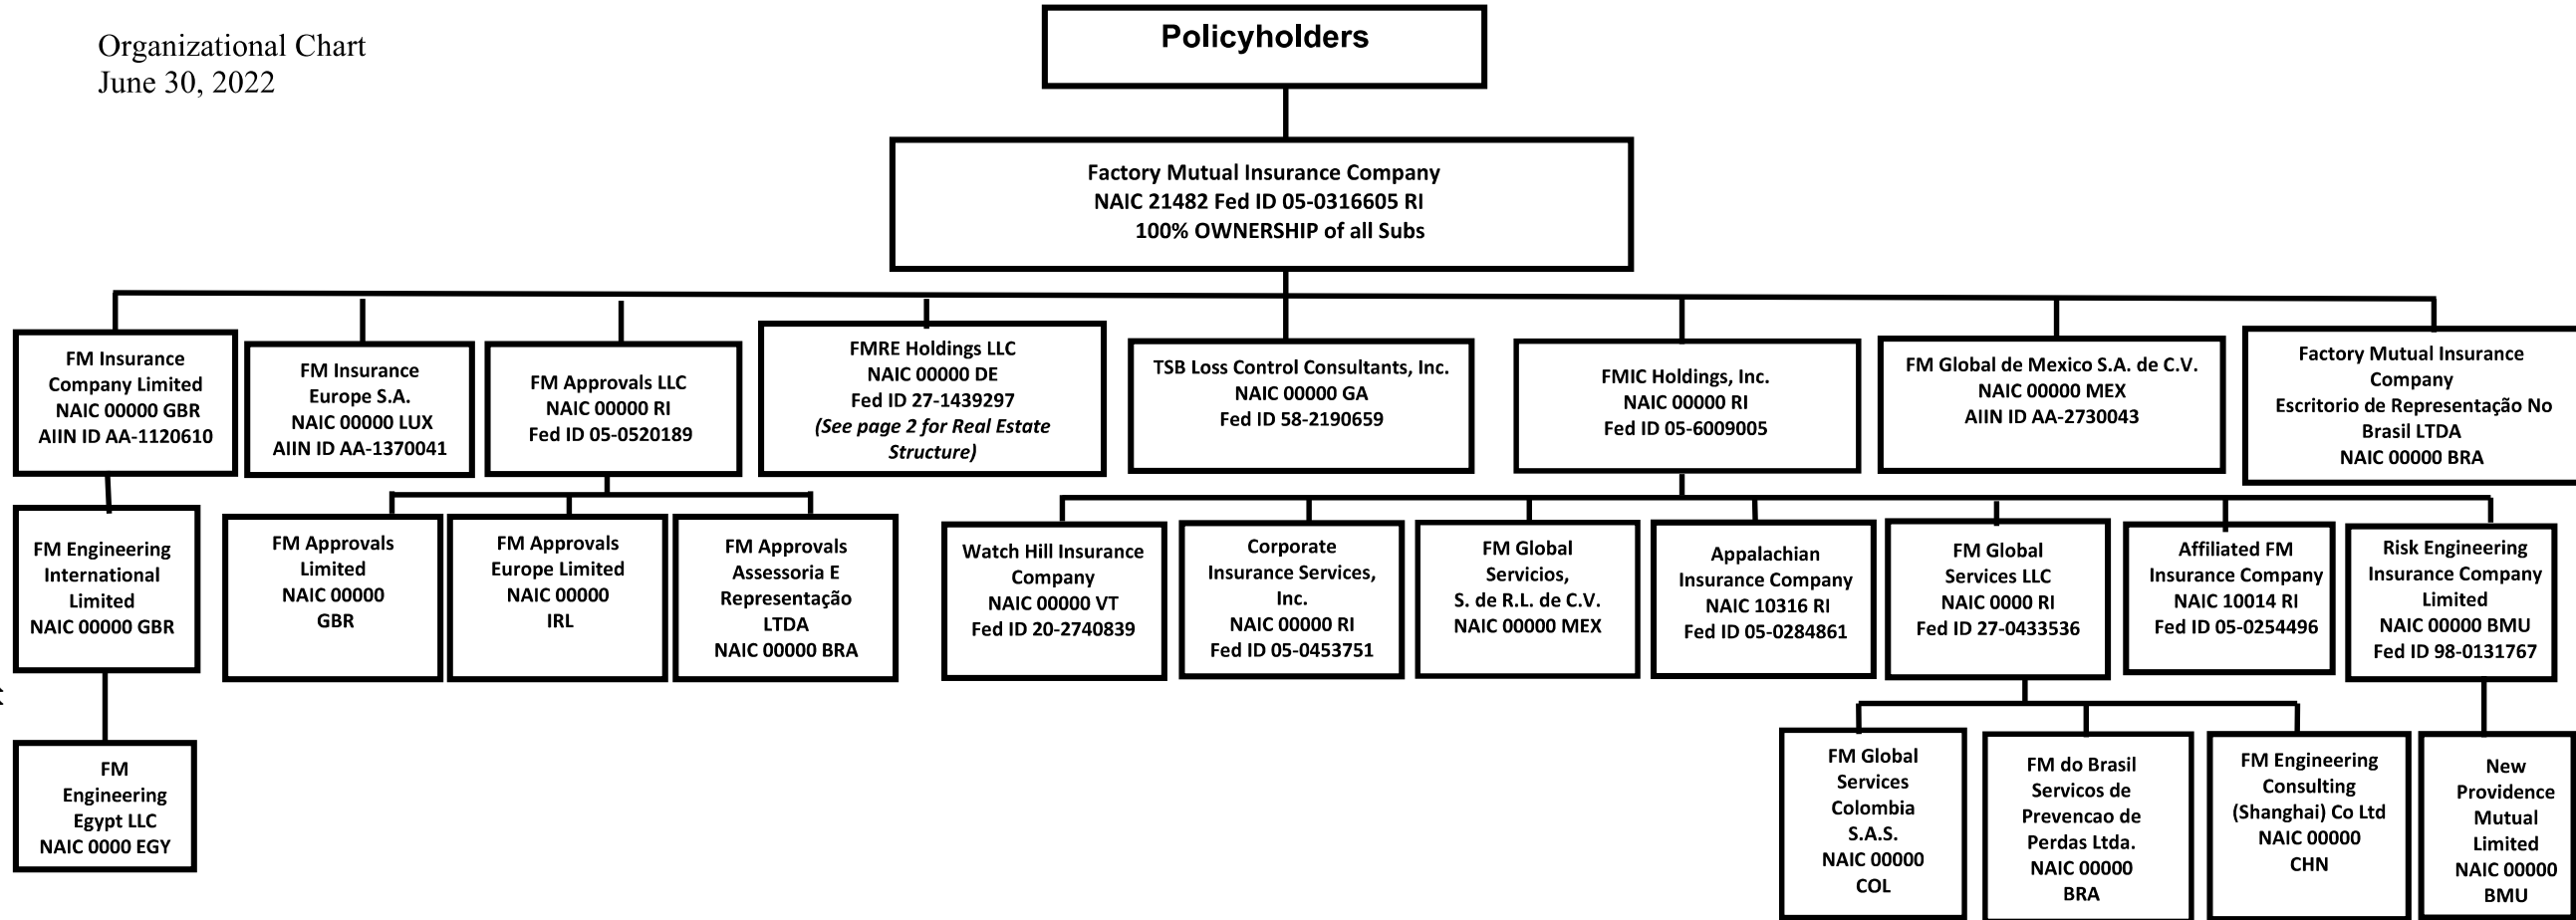 Organizational Chart
June 30, 2022
Policyholders
Factory Mutual Insurance Company
NAIC 21482 Fed ID 05-0316605 RI
100% OWNERSHIP of all Subs
FM Insurance
Company Limited
NAIC 00000 GBR
AIIN ID AA-1120610
FM Insurance
Europe S.A.
NAIC 00000 LUX
AIIN ID AA-1370041
FM Approvals LLC
NAIC 00000 RI
Fed ID 05-0520189
FMRE Holdings LLC
NAIC 00000 DE
Fed ID 27-1439297
(See page 2 for Real Estate
Structure)
TSB Loss Control Consultants, Inc.
NAIC 00000 GA
Fed ID 58-2190659
FMIC Holdings, Inc.
NAIC 00000 RI
Fed ID 05-6009005
FM Global de Mexico S.A. de C.V.
NAIC 00000 MEX
AIIN ID AA-2730043
Factory Mutual Insurance
Company
Escritorio de Representação No
Brasil LTDA
NAIC 00000 BRA
FM Engineering
International
Limited
NAIC 00000 GBR
FM Approvals
Limited
NAIC 00000
GBR
FM Approvals
Europe Limited
NAIC 00000
IRL
FM Approvals
Assessoria E
Representação
LTDA
NAIC 00000 BRA
Watch Hill Insurance
Company
NAIC 00000 VT
Fed ID 20-2740839
Corporate
Insurance Services,
Inc.
NAIC 00000 RI
Fed ID 05-0453751
FM Global
Servicios,
S. de R.L. de C.V.
NAIC 00000 MEX
Appalachian
Insurance Company
NAIC 10316 RI
Fed ID 05-0284861
FM Global
Services LLC
NAIC 0000 RI
Fed ID 27-0433536
Affiliated FM
Insurance Company
NAIC 10014 RI
Fed ID 05-0254496
Risk Engineering
Insurance Company
Limited
NAIC 00000 BMU
Fed ID 98-0131767
FM
Engineering
Egypt LLC
NAIC 0000 EGY
FM Global
Services
Colombia
S.A.S.
NAIC 00000
COL
FM do Brasil
Servicos de
Prevencao de
Perdas Ltda.
NAIC 00000
BRA
FM Engineering
Consulting
(Shanghai) Co Ltd
NAIC 00000
CHN
New
Providence
Mutual
Limited
NAIC 00000
BMU